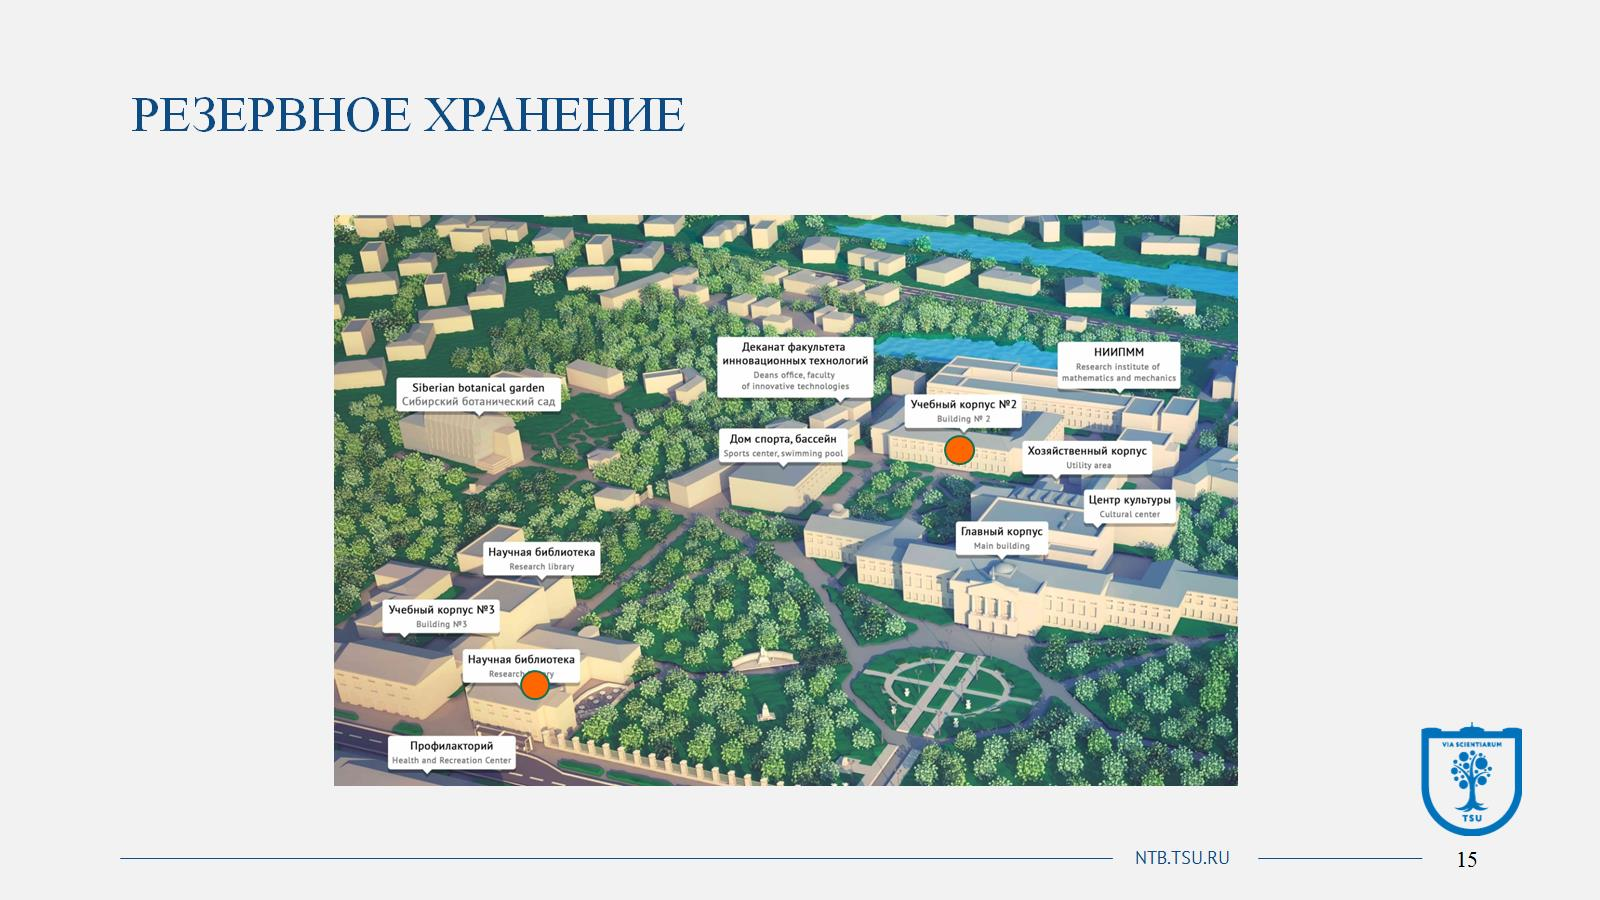 РЕЗЕРВНОЕ ХРАНЕНИЕ
Деканат факультета
инновационных технологий
Deans office, faculty
of innovative technologies
НИИПММ
Research institute of
mathematics and mechanics
Siberian botanical garden
Сибирский ботанический сад
Учебный корпус №2
Building № 2
Дом спорта, бассейн
Sports center, swimming pool
Хозяйственный корпус
Utility area
Центр культуры
Cultural center
Главный корпус
Main building
Научная библиотека
Research library
Учебный корпус №3
Building №3
Научная библиотека
Профилакторий
Health and Recreation Center
VIA SCIENTIARUM
TSU
NTB.TSU.RU
15